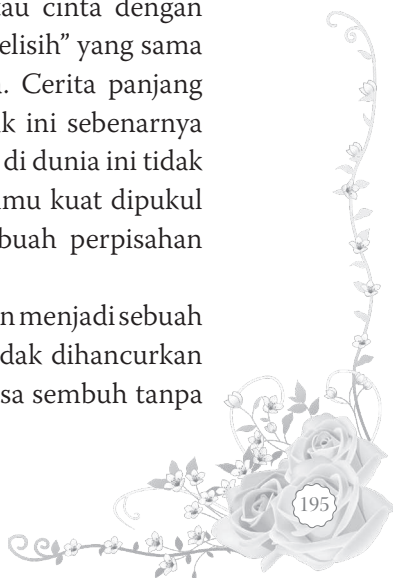 au cinta dengan
elisih” yang sama
. Cerita panjang
k ini sebenarnya
di dunia ini tidak
mu kuat dipukul
buah perpisahan
n menjadi sebuah
dak dihancurkan
sa sembuh tanpa
195